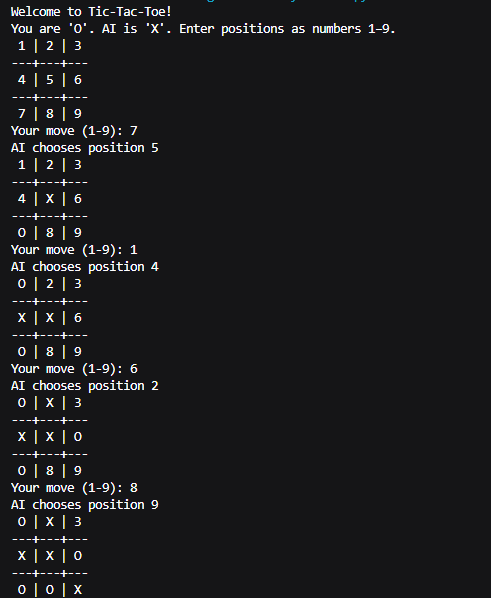 Welcome to Tic-Tac-Toe!
You are 'O'. AI is 'X'. Enter positions as numbers 1–9.
 1 | 2 | 3
---+---+---
 4 | 5 | 6
---+---+---
 7 | 8 | 9
Your move (1-9): 7
AI chooses position 5
 1 | 2 | 3
---+---+---
 4 | X | 6
---+---+---
 O | 8 | 9
Your move (1-9): 1
AI chooses position 4
 O | 2 | 3
---+---+---
 X | X | 6
---+---+---
 O | 8 | 9
Your move (1-9): 6
AI chooses position 2
 O | X | 3
---+---+---
 X | X | O
---+---+---
 O | 8 | 9
Your move (1-9): 8
AI chooses position 9
 O | X | 3
---+---+---
 X | X | O
---+---+---
 O | O | X